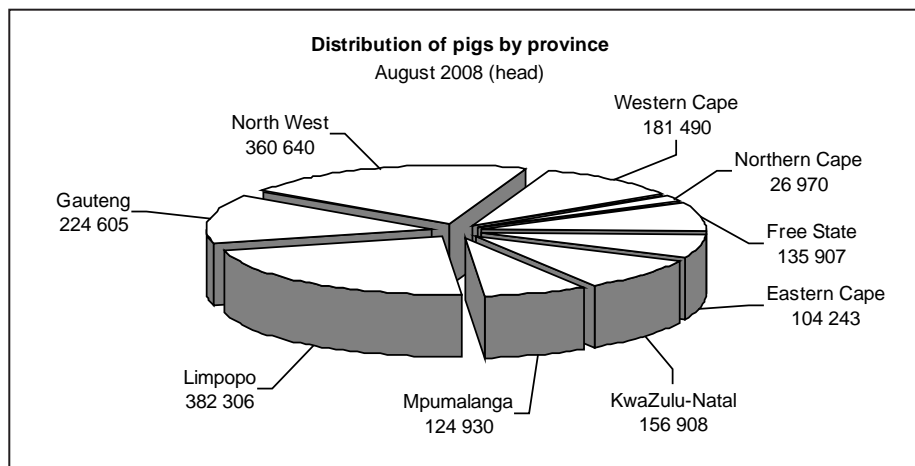 Distribution of pigs by province
August 2008 (head)
Western Cape
181 490
North West
360 640
Northern Cape
26 970
Gauteng
224 605
Free State
135 907
Eastern Cape
104 243
Limpopo
382 306
Mpumalanga
124 930
KwaZulu-Natal
156 908